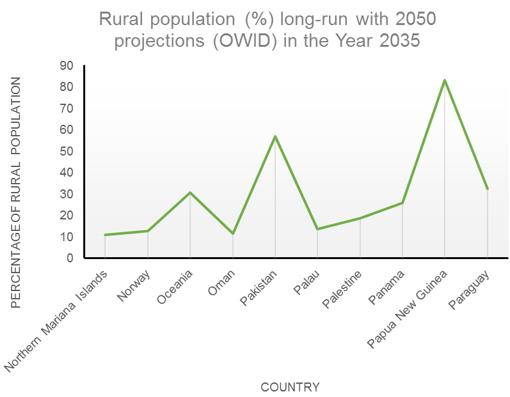 Rural population (%) long-run with 2050
projections (OWID) in the Year 2035
PERCENTAGE OF RURAL POPULATION
90
80
70
60
50
40
30
20
10
0
Northern Mariana Islands
Norway
Oceania
Oman
Pakistan
Palau
Palestine
Panama
Papua New Guinea
Paraguay
COUNTRY